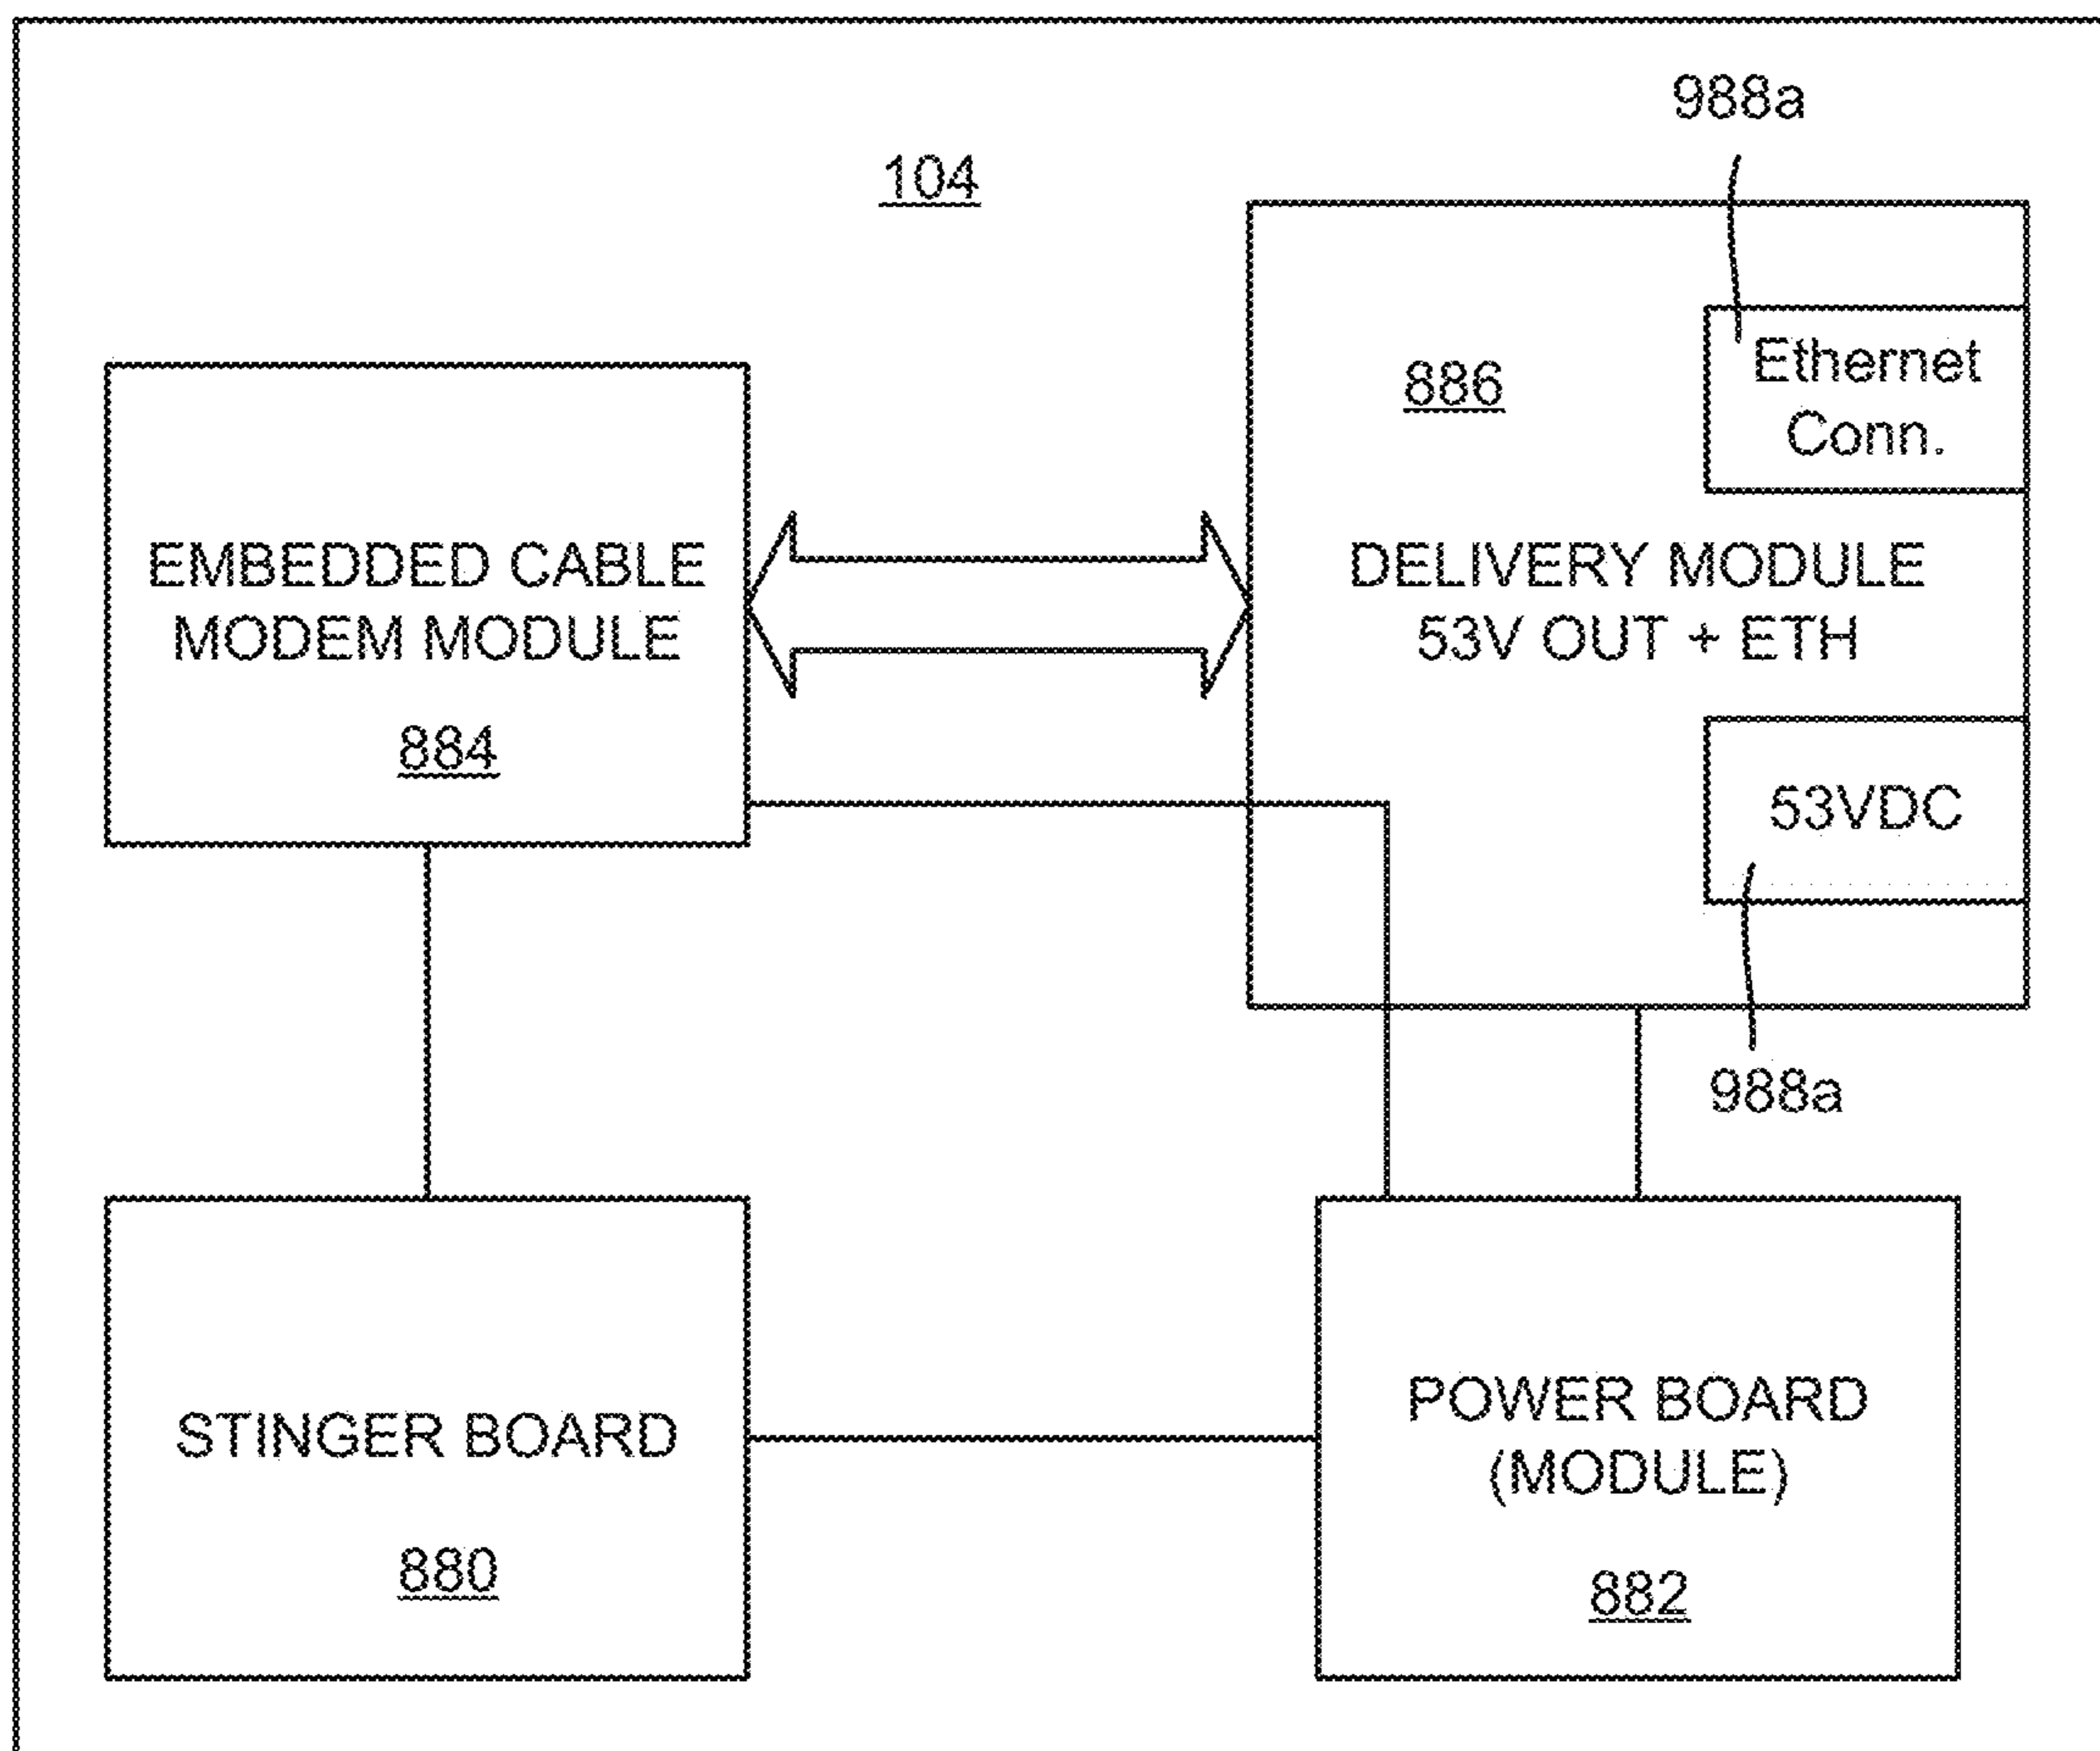 988a
104
886
Ethernet
Conn.
EMBEDDED CABLE
MODEM MODULE
884
DELIVERY MODULE
53V OUT + ETH
53VDC
988a
STINGER BOARD
880
POWER BOARD
(MODULE)
882